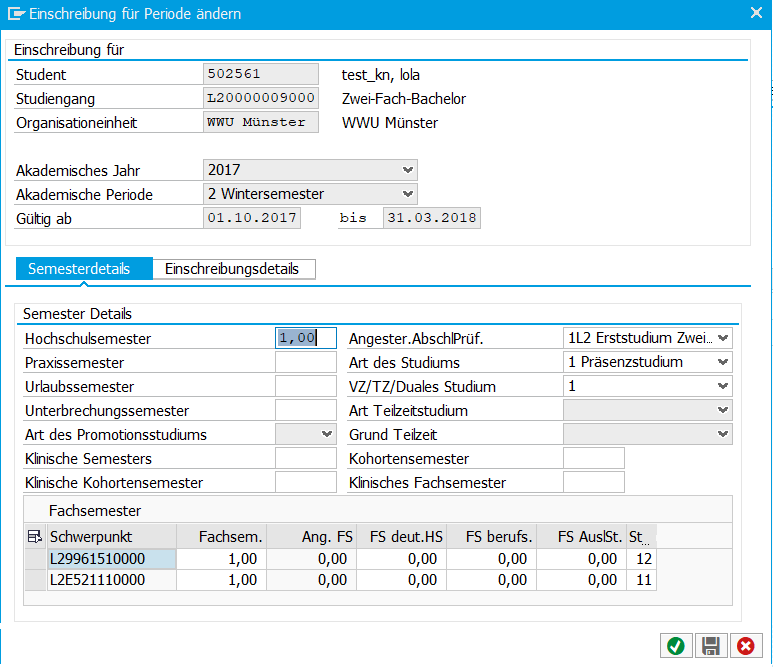 Einschreibung für Periode ändern
Einschreibung für
Student 502561 test_kn, lola
Studiengang L20000009000 Zwei-Fach-Bachelor
Organisationeinheit WWU Münster WWU Münster
Akademisches Jahr 2017
Akademische Periode 2 Wintersemester
Gültig ab 01.10.2017 bis 31.03.2018
Semesterdetails Einschreibungsdetails
Semester Details
Hochschulsemester 1,00 Angester.AbschlPrüf. 1L2 Erststudium Zwei…
Praxissemester Art des Studiums 1 Präsenzstudium
Urlaubssemester VZ/TZ/Duales Studium 1
Unterbrechungssemester Art Teilzeitstudium
Art des Promotionsstudiums Grund Teilzeit
Klinische Semesters Kohortensemester
Klinische Kohortensemester Klinisches Fachsemester
Fachsemester
Schwerpunkt Fachsem. Ang. FS FS deut.HS FS berufs. FS AuslSt. St…
L29961510000 1,00 0,00 0,00 0,00 0,00 12
L2E521110000 1,00 0,00 0,00 0,00 0,00 11